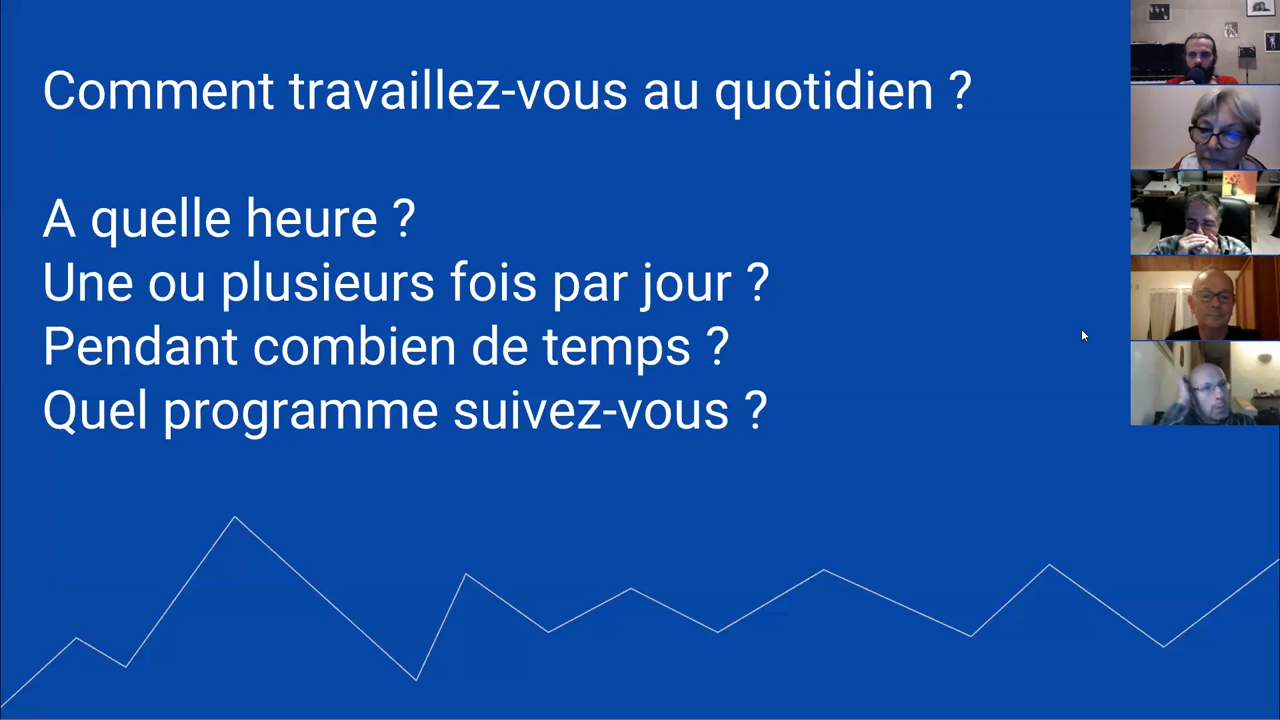 Comment travaillez-vous au quotidien ?
A quelle heure ?
Une ou plusieurs fois par jour ?
Pendant combien de temps ?
Quel programme suivez-vous ?